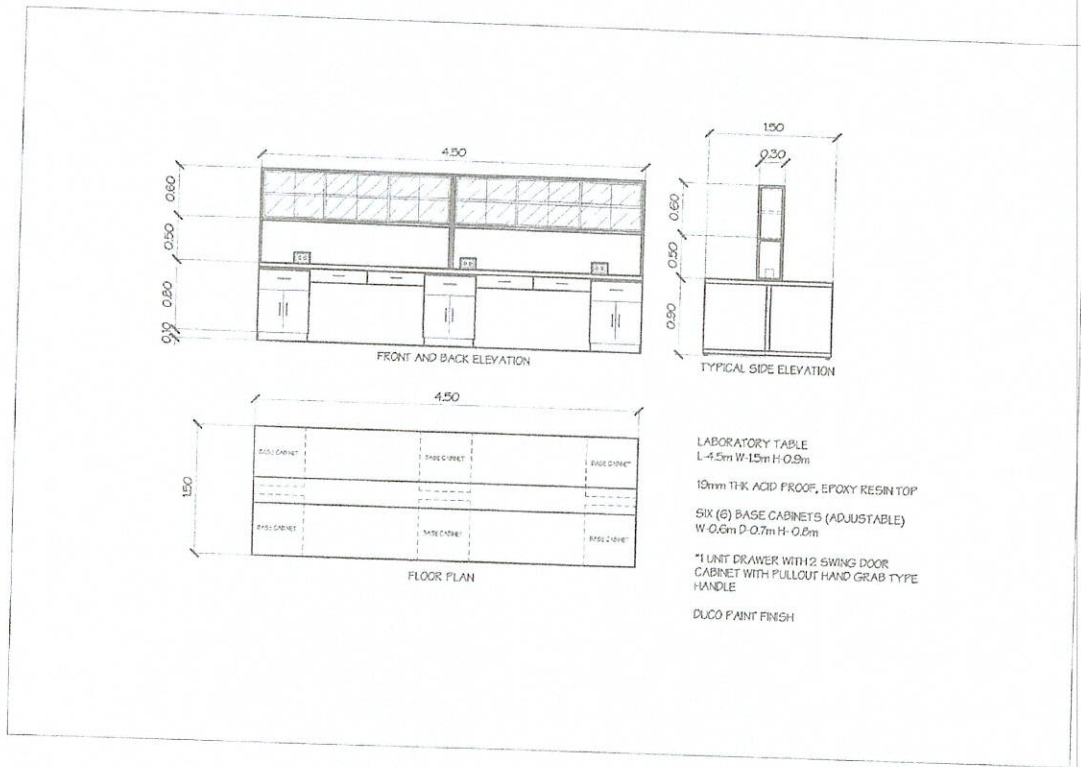 4.50
0.60
0.50
0.80
0.10
FRONT AND BACK ELEVATION
1.50
0.30
0.60
0.50
0.90
TYPICAL SIDE ELEVATION
4.50
1.50
BASE CABINET
BASE CABINET
BASE CABINET
BASE CABINET
BASE CABINET
BASE CABINET
FLOOR PLAN
LABORATORY TABLE
L-4.5m W-1.5m H-0.9m
19mm THK ACID PROOF, EPOXY RESIN TOP
SIX (6) BASE CABINETS (ADJUSTABLE)
W-0.6m D-0.7m H-0.8m
*1 UNIT DRAWER WITH 2 SWING DOOR
CABINET WITH PULLOUT HAND GRAB TYPE
HANDLE
DUCO PAINT FINISH